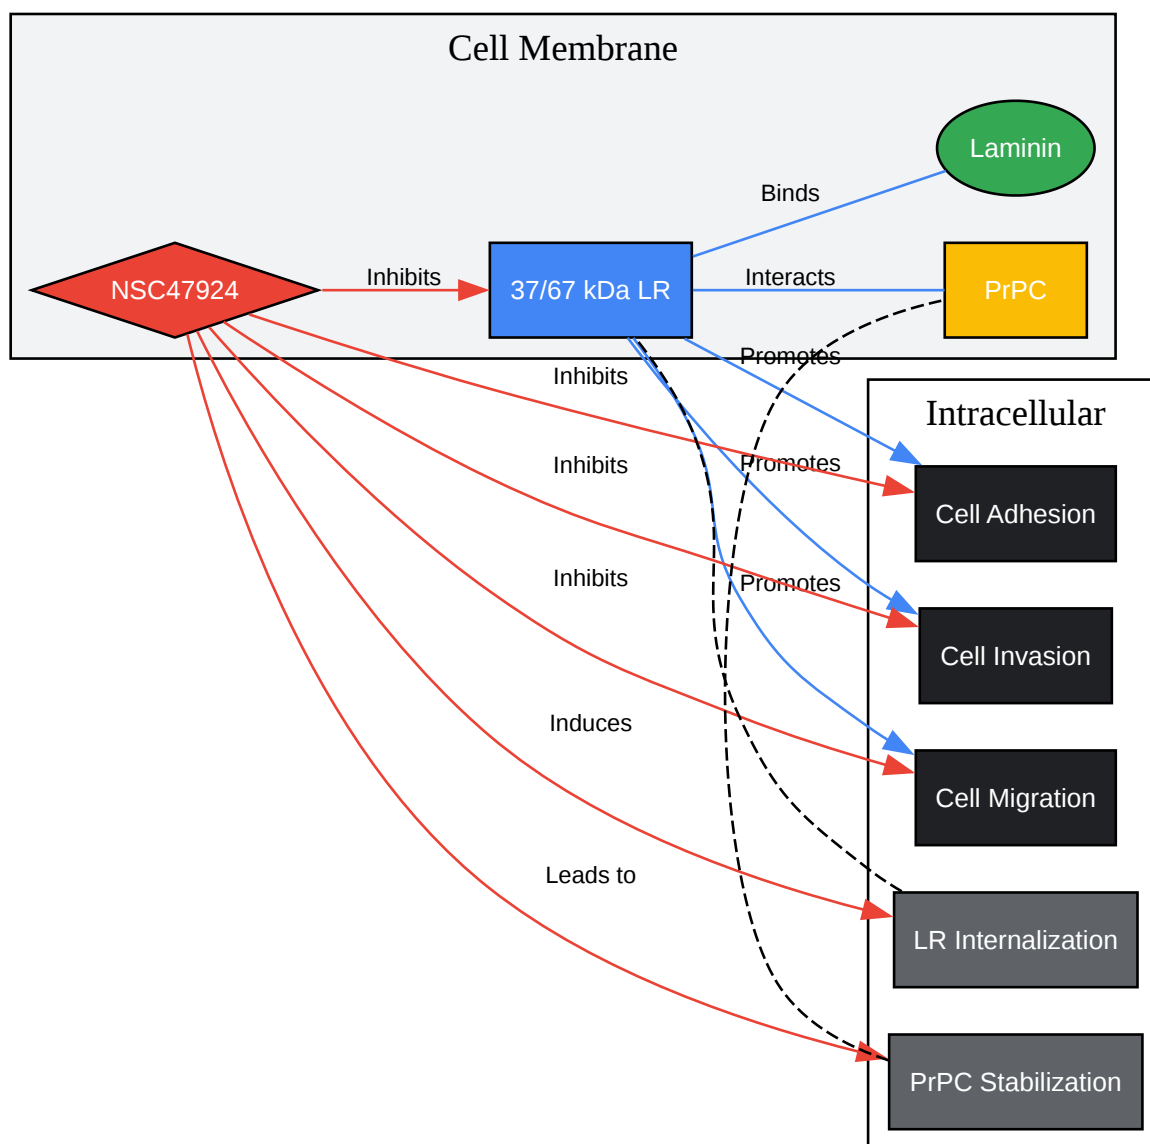 Cell Membrane
Laminin
Binds
NSC47924
Inhibits
37/67 kDa LR
Interacts
PrPC
Promotes
Inhibits
Intracellular
Promotes
Inhibits
Cell Adhesion
Inhibits
Promotes
Cell Invasion
Induces
Cell Migration
Leads to
LR Internalization
PrPC Stabilization